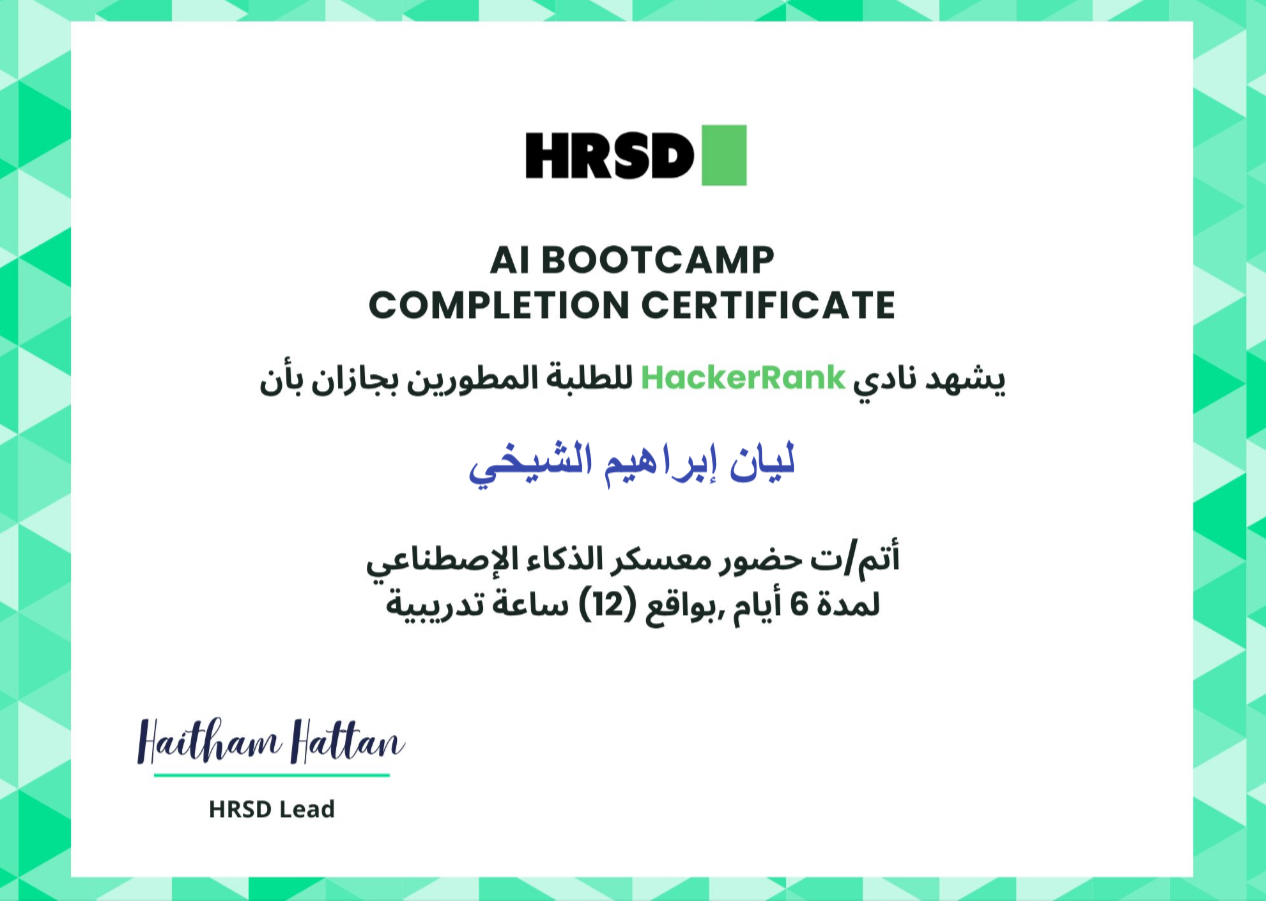 HRSD
AI BOOTCAMP
COMPLETION CERTIFICATE
يشهد نادي HackerRank للطلبة المطورين بجازان بأن
ليان إبراهيم الشيخي
أتم/ت حضور معسكر الذكاء الإصطناعي
لمدة 6 أيام ,بواقع (12) ساعة تدريبية
Haitham Hattan
HRSD Lead